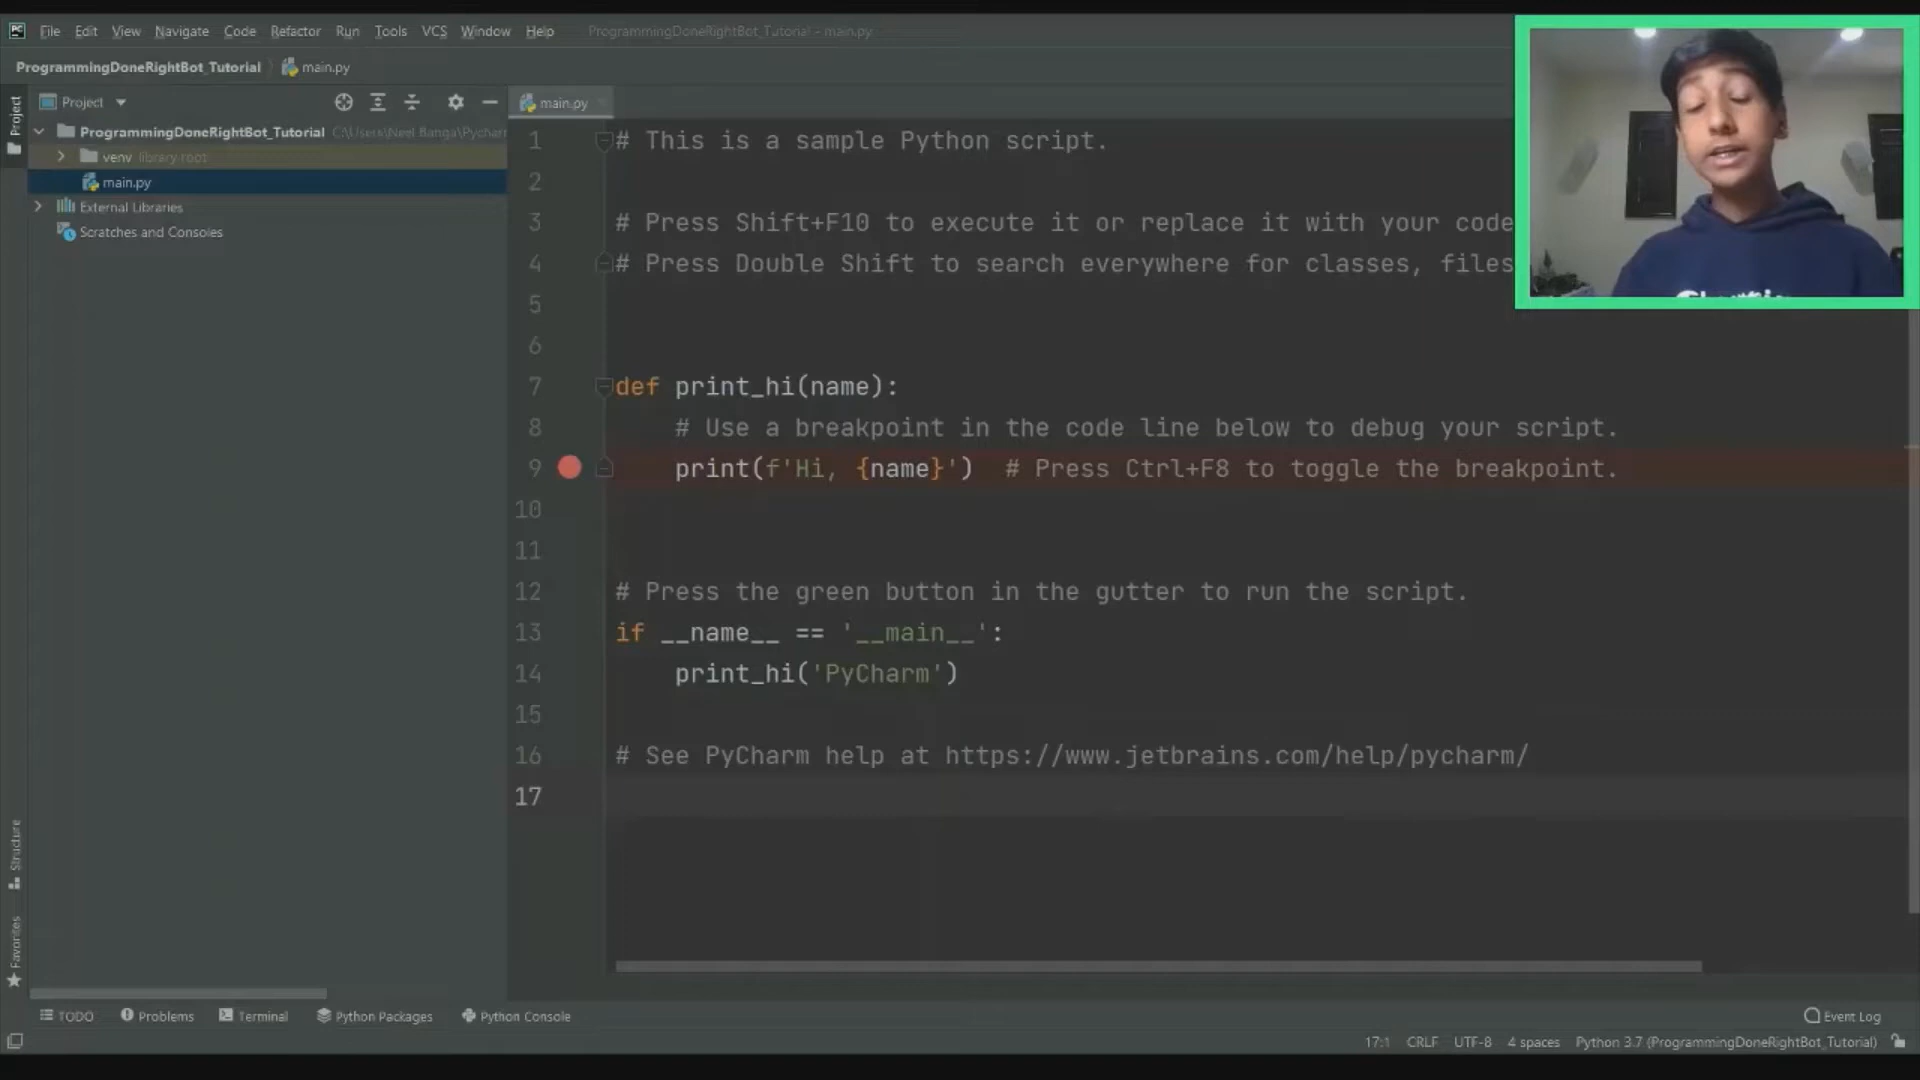 File Edit View Navigate Code Refactor Run Tools VCS Window Help ProgrammingDoneRightBot_Tutorial - main.py
ProgrammingDoneRightBot_Tutorial main.py
Project
Project
main.py
ProgrammingDoneRightBot_Tutorial C:\Users\Neel Banga\Pycharm
venv library root
main.py
External Libraries
Scratches and Consoles
1 # This is a sample Python script.
2
3 # Press Shift+F10 to execute it or replace it with your code
4 # Press Double Shift to search everywhere for classes, files
5
6
7 def print_hi(name):
8 # Use a breakpoint in the code line below to debug your script.
9 print(f'Hi, {name}') # Press Ctrl+F8 to toggle the breakpoint.
10
11
12 # Press the green button in the gutter to run the script.
13 if __name__ == '__main__':
14 print_hi('PyCharm')
15
16 # See PyCharm help at https://www.jetbrains.com/help/pycharm/
17
Structure
Favorites
TODO Problems Terminal Python Packages Python Console Event Log
17:1 CRLF UTF-8 4 spaces Python 3.7 (ProgrammingDoneRightBot_Tutorial)